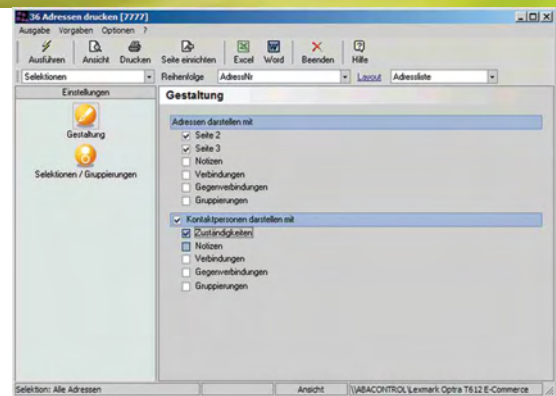 36 Adressen drucken [7777]
Ausgabe Vorgaben Optionen ?
Ausführen Ansicht Drucken Seite einrichten Excel Word Beenden Hilfe
Selektionen Reihenfolge AdressNr Layout Adressliste
Einstellungen
Gestaltung
Selektionen / Gruppierungen
Gestaltung
Adressen darstellen mit
Seite 2
Seite 3
Notizen
Verbindungen
Gegenverbindungen
Gruppierungen
Kontaktpersonen darstellen mit
Zuständigkeiten
Notizen
Verbindungen
Gegenverbindungen
Gruppierungen
Selektion: Alle Adressen Ansicht \\ABACONTROL\Lexmark Optra T612 E-Commerce